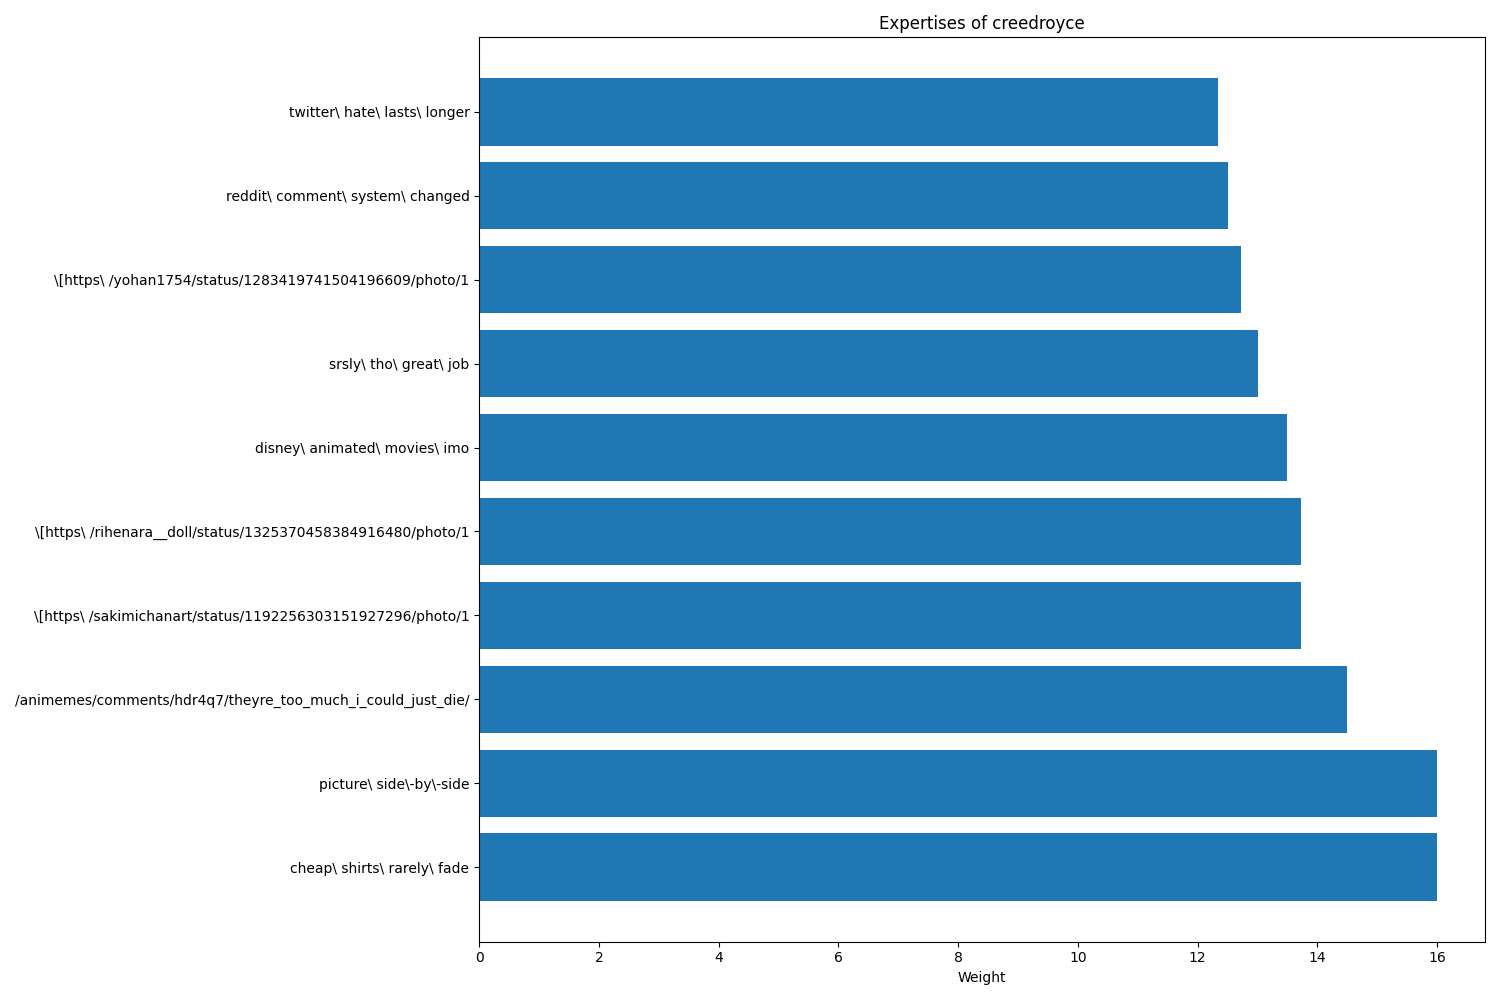 Expertises of creedroyce
twitter\ hate\ lasts\ longer
reddit\ comment\ system\ changed
\[https\ /yohan1754/status/1283419741504196609/photo/1
srsly\ tho\ great\ job
disney\ animated\ movies\ imo
\[https\ /rihenara__doll/status/1325370458384916480/photo/1
\[https\ /sakimichanart/status/1192256303151927296/photo/1
/animemes/comments/hdr4q7/theyre_too_much_i_could_just_die/
picture\ side\-by\-side
cheap\ shirts\ rarely\ fade
0 2 4 6 8 10 12 14 16
Weight